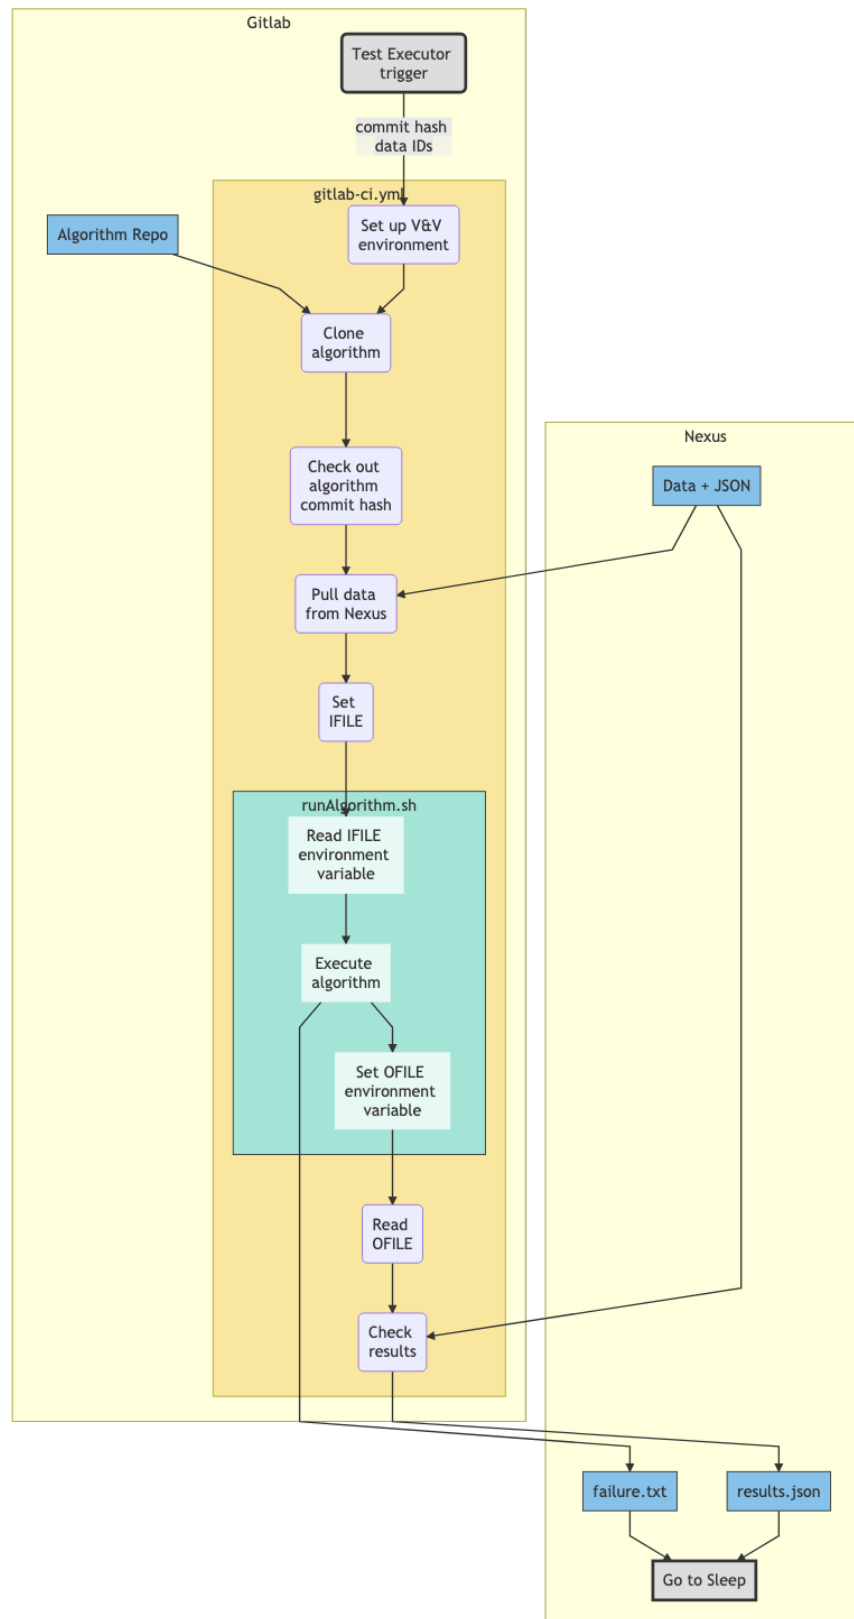 Gitlab
Test Executor
trigger
commit hash
data IDs
gitlab-ci.yml
Algorithm Repo
Set up V&V
environment
Clone
algorithm
Check out
algorithm
commit hash
Nexus
Data + JSON
Pull data
from Nexus
Set
IFILE
runAlgorithm.sh
Read IFILE
environment
variable
Execute
algorithm
Set OFILE
environment
variable
Read
OFILE
Check
results
failure.txt
results.json
Go to Sleep